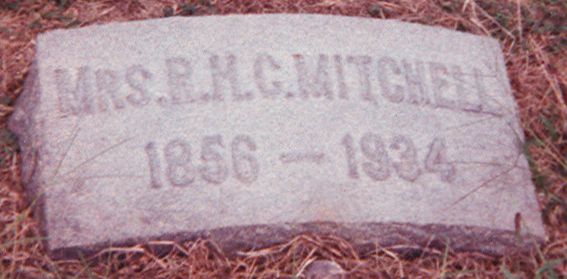 MRS. R.H.C. MITCHELL
1856 — 1934